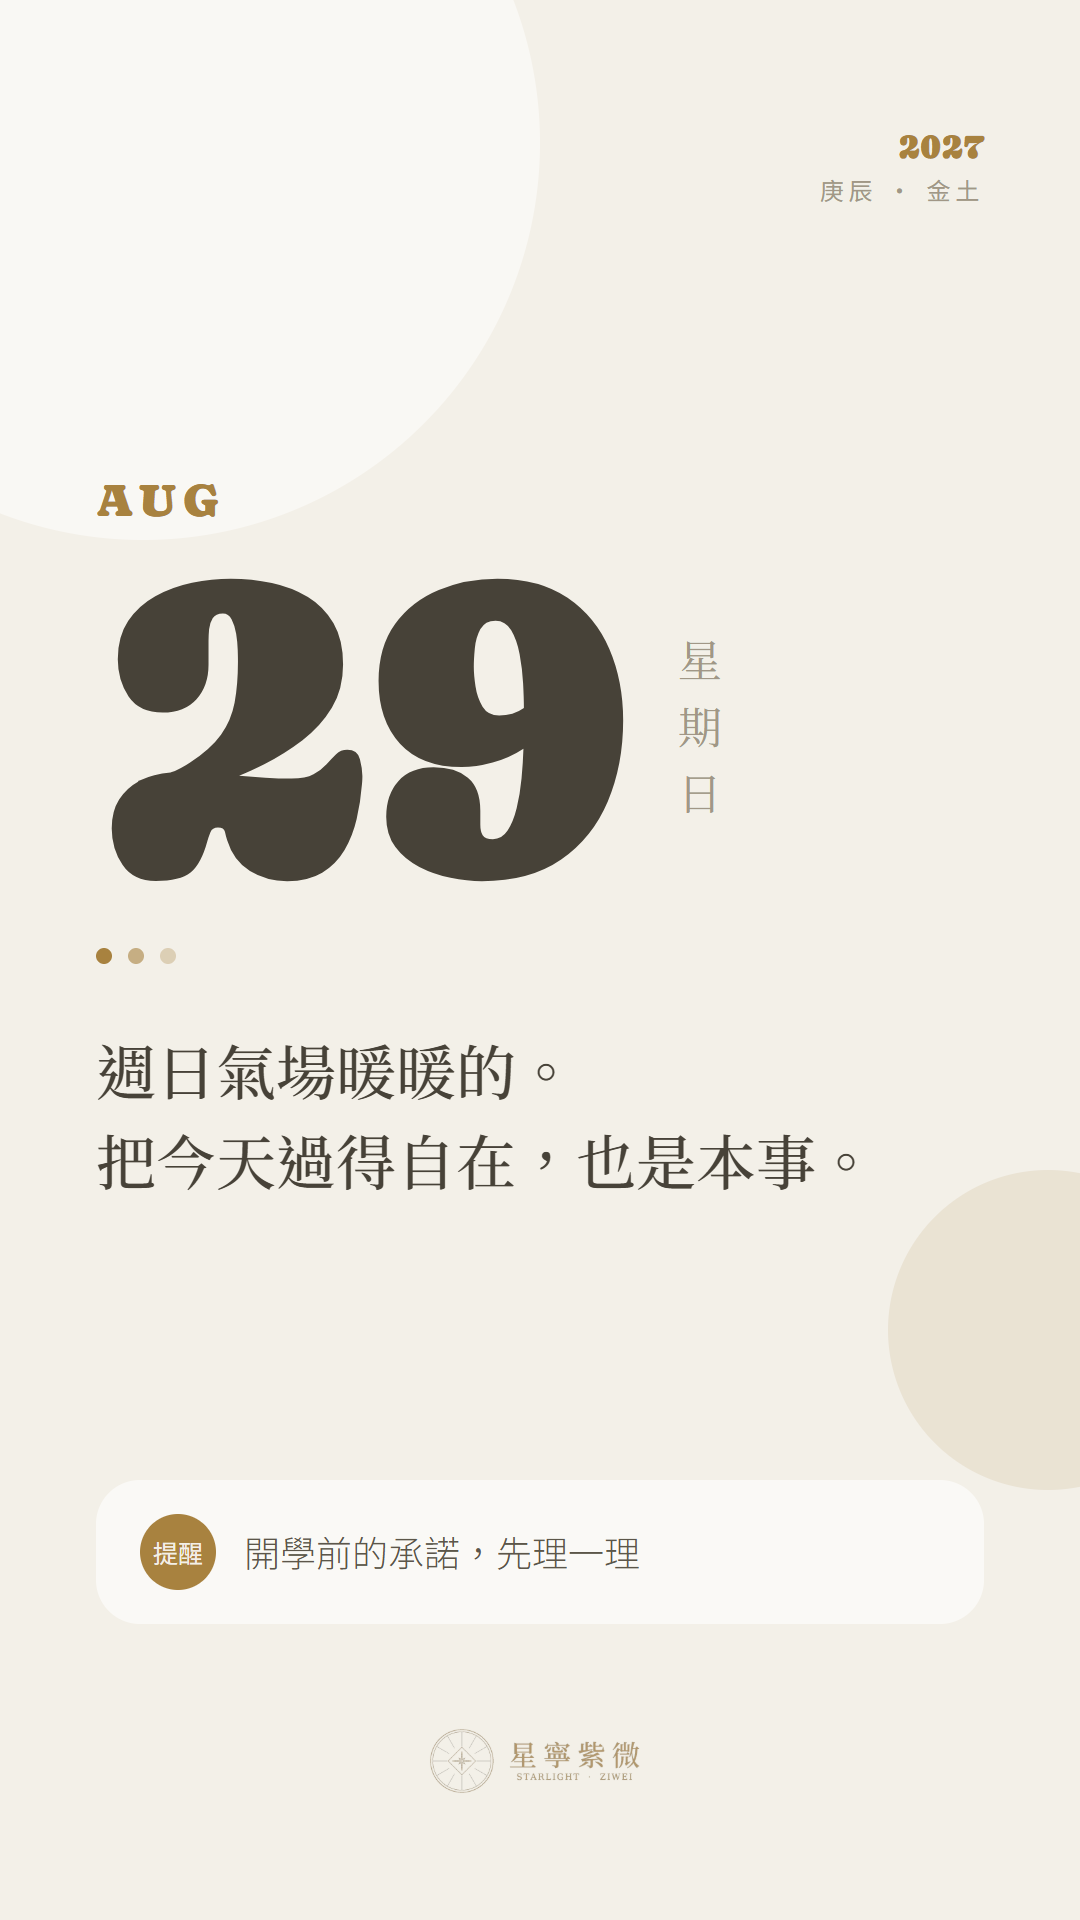 2027
庚辰 · 金土
AUG
29
星期日
週日氣場暖暖的。
把今天過得自在，也是本事。
提醒
開學前的承諾，先理一理
星寧紫微
STARLIGHT · ZIWEI